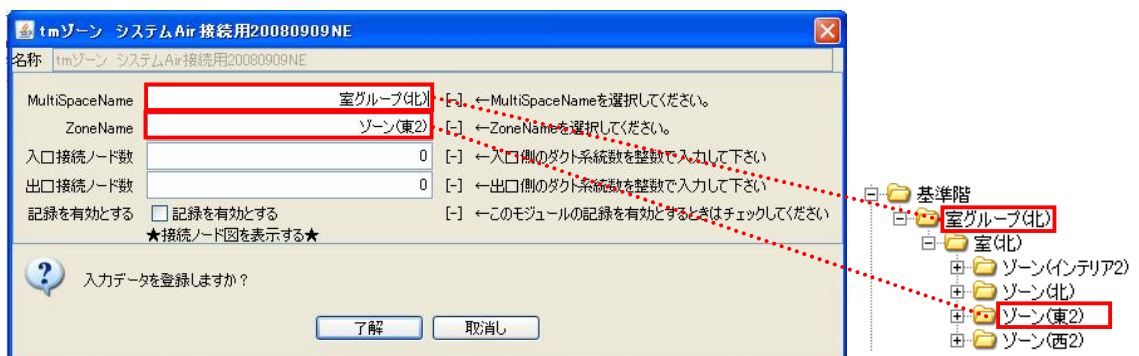 tmゾーン システムAir接続用20080909NE
名称 tmゾーン システムAir接続用20080909NE
MultiSpaceName 室グループ(北) [-] ←MultiSpaceNameを選択してください。
ZoneName ゾーン(東2) [-] ←ZoneNameを選択してください。
入口接続ノード数 0 [-] ←入口側のダクト系統数を整数で入力して下さい
出口接続ノード数 0 [-] ←出口側のダクト系統数を整数で入力して下さい
記録を有効とする 記録を有効とする [-] ←このモジュールの記録を有効とするときはチェックしてください
★接続ノード図を表示する★
入力データを登録しますか?
了解 取消し
基準階
室グループ(北)
室(北)
ゾーン(インテリア2)
ゾーン(北)
ゾーン(東2)
ゾーン(西2)